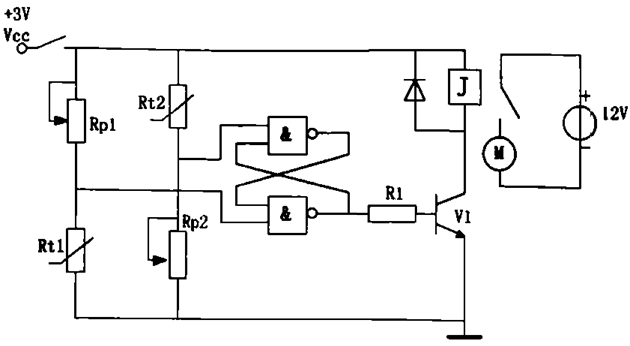 +3V
Vcc
Rp1
Rt2
Rt1
Rp2
&
&
R1
V1
J
M
+
12V
-